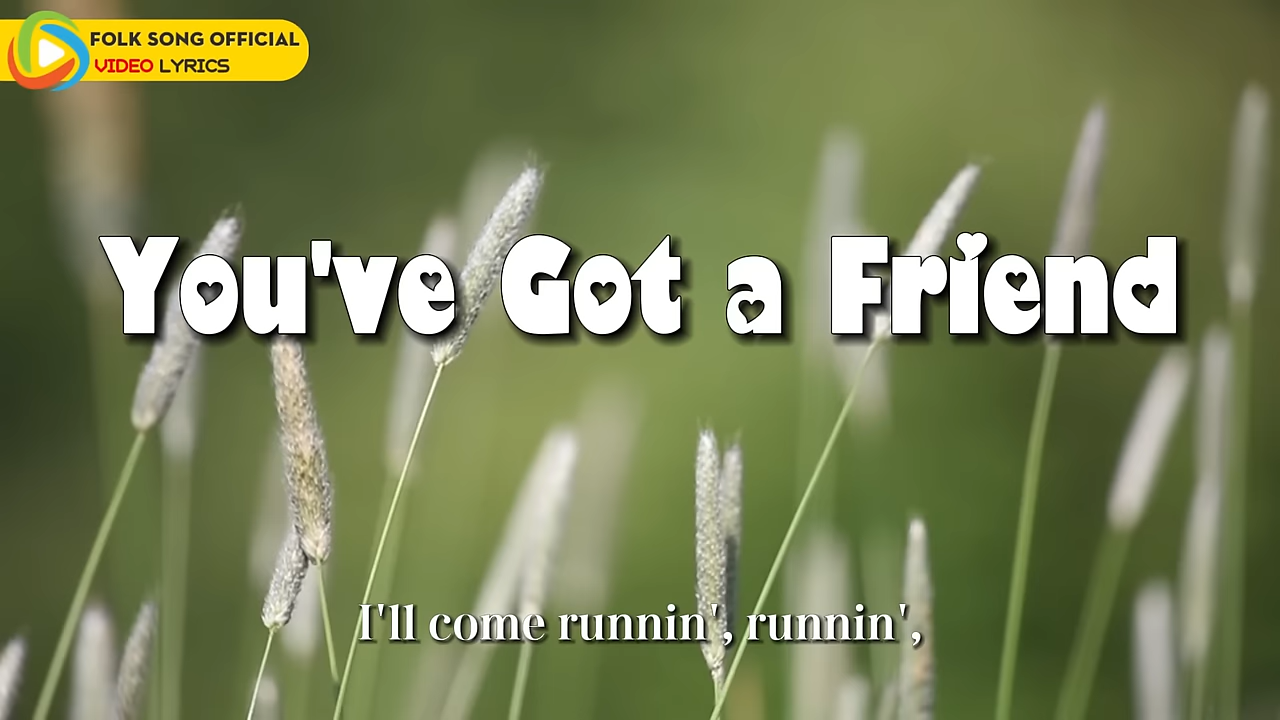 FOLK SONG OFFICIAL
VIDEO LYRICS
You've Got a Friend
I'll come runnin', runnin',